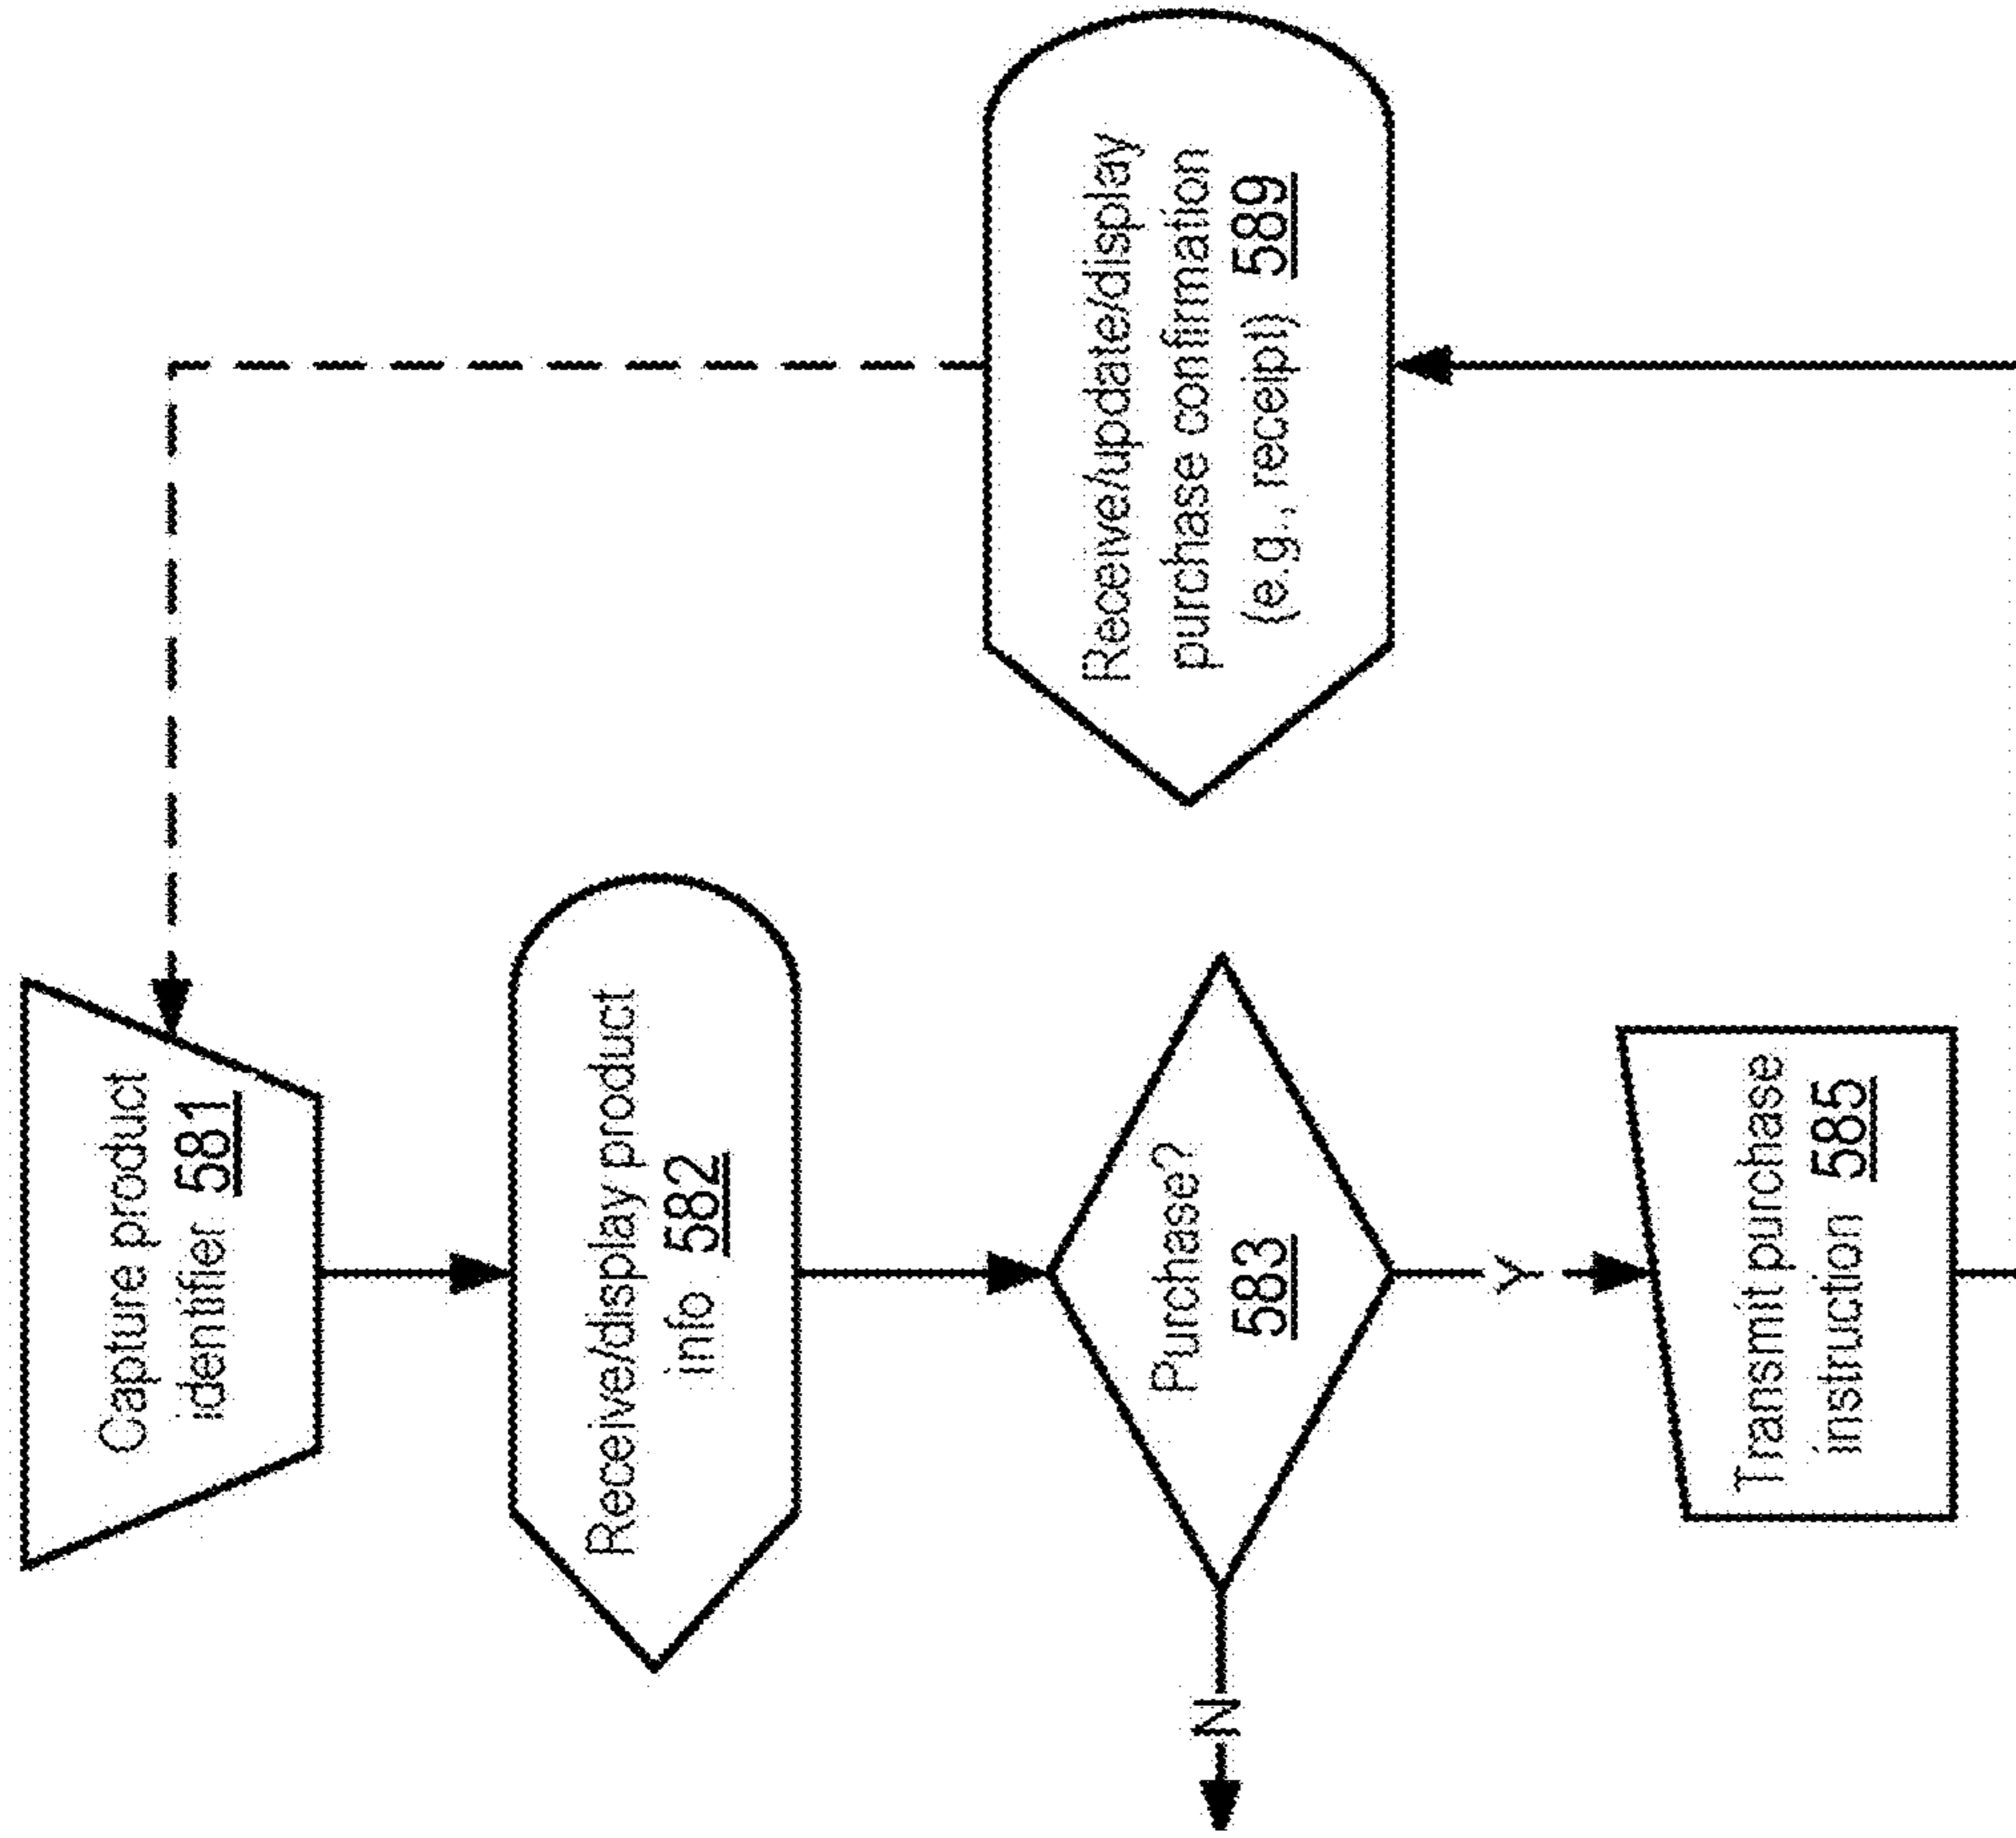 Capture product
identifier 581
Receive/display product
info 582
Purchase?
583
N
Y
Transmit purchase
instruction 585
Receive/update/display
purchase confirmation
(e.g., receipt) 589